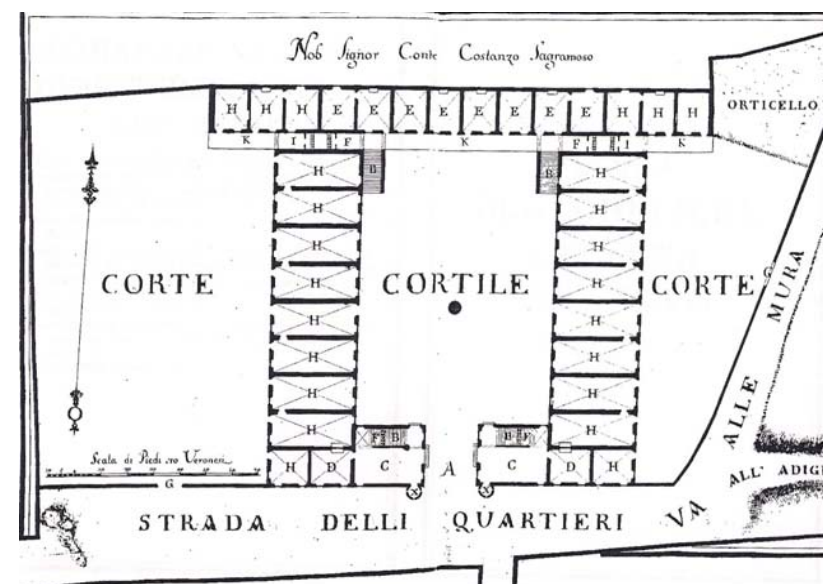 Nob Signor Conte Costanzo Sagramoso
ORTICELLO
H H H E E E E E E E E H H H
K I F K F I K
B B
H H
H H
H H
CORTE CORTILE CORTE G
H H
H H
H H
H H
H H
F B B F
H D C A C D H
Scala di Piedi Veronesi
G
VA ALLE MURA
ALL' ADIGE
STRADA DELLI QUARTIERI